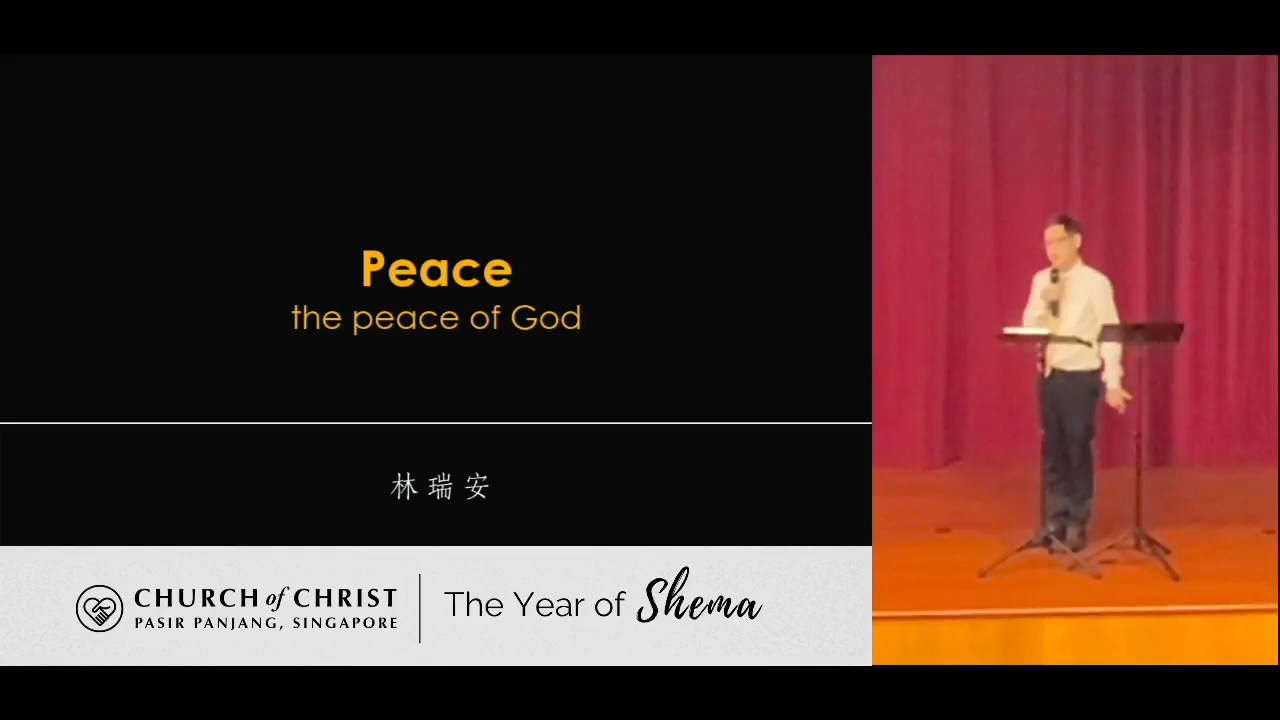 Peace
the peace of God
林瑞安
CHURCH of CHRIST
PASIR PANJANG, SINGAPORE
The Year of Shema